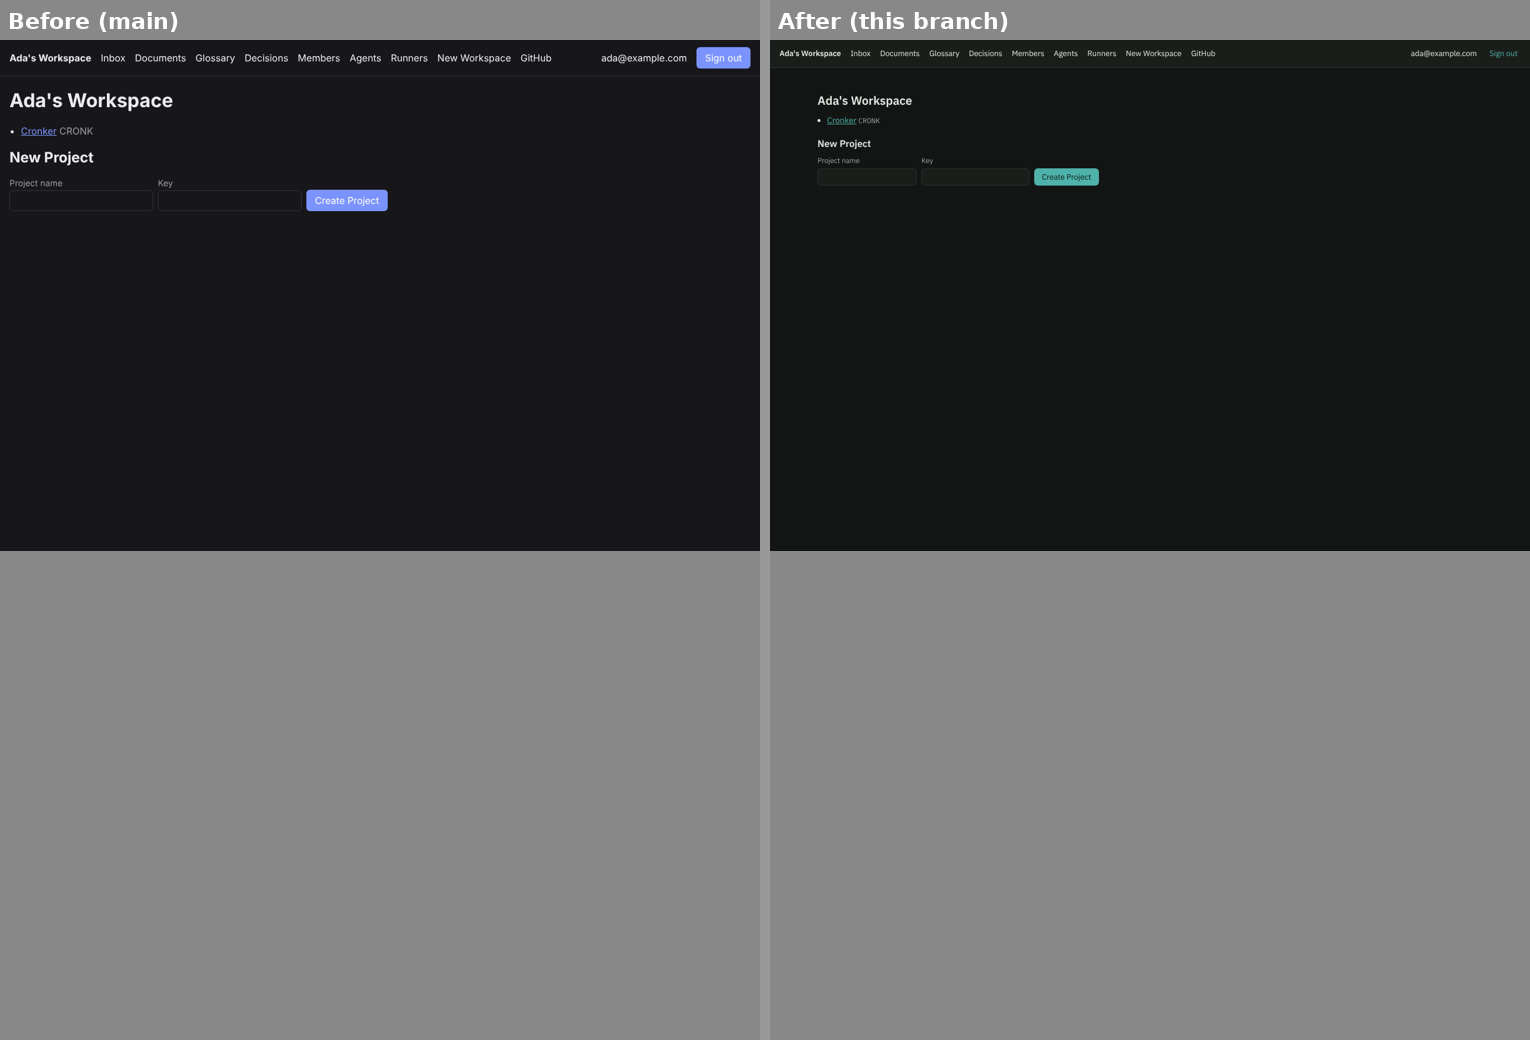 Before (main)
Ada's Workspace Inbox Documents Glossary Decisions Members Agents Runners New Workspace GitHub ada@example.com Sign out
Ada's Workspace
• Cronker CRONK
New Project
Project name Key
Create Project
After (this branch)
Ada's Workspace Inbox Documents Glossary Decisions Members Agents Runners New Workspace GitHub ada@example.com Sign out
Ada's Workspace
• Cronker CRONK
New Project
Project name Key
Create Project